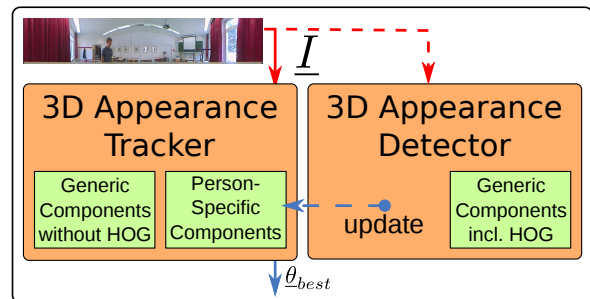 I
3D Appearance
Tracker
3D Appearance
Detector
Generic
Components
without HOG
Person-
Specific
Components
update
Generic
Components
incl. HOG
θbest